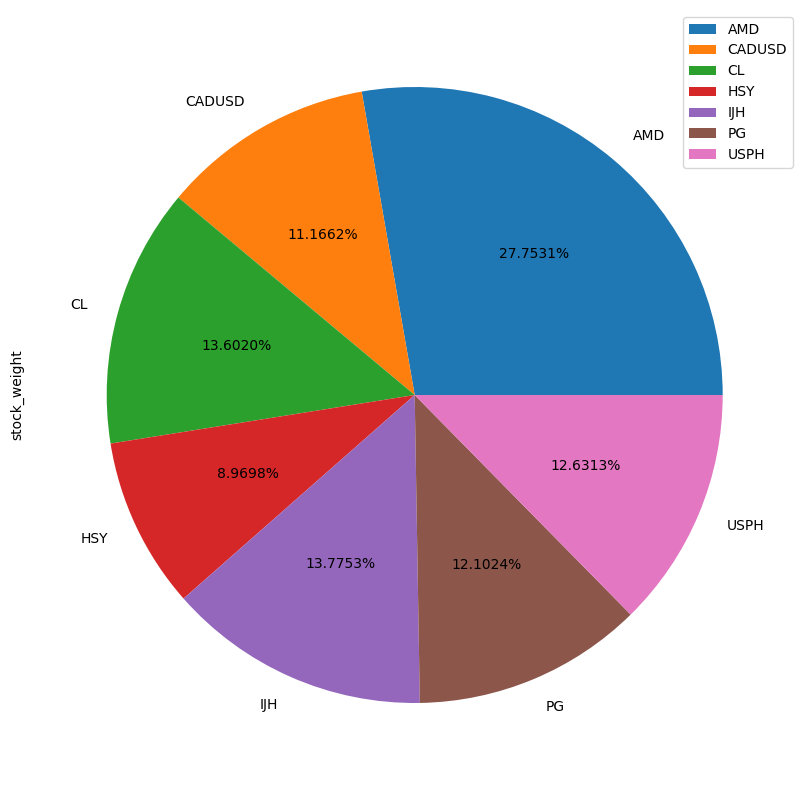 AMD
CADUSD
CL
HSY
IJH
PG
USPH
CADUSD
AMD
11.1662%
27.7531%
CL
13.6020%
stock_weight
8.9698%
12.6313%
HSY
USPH
13.7753%
12.1024%
IJH
PG